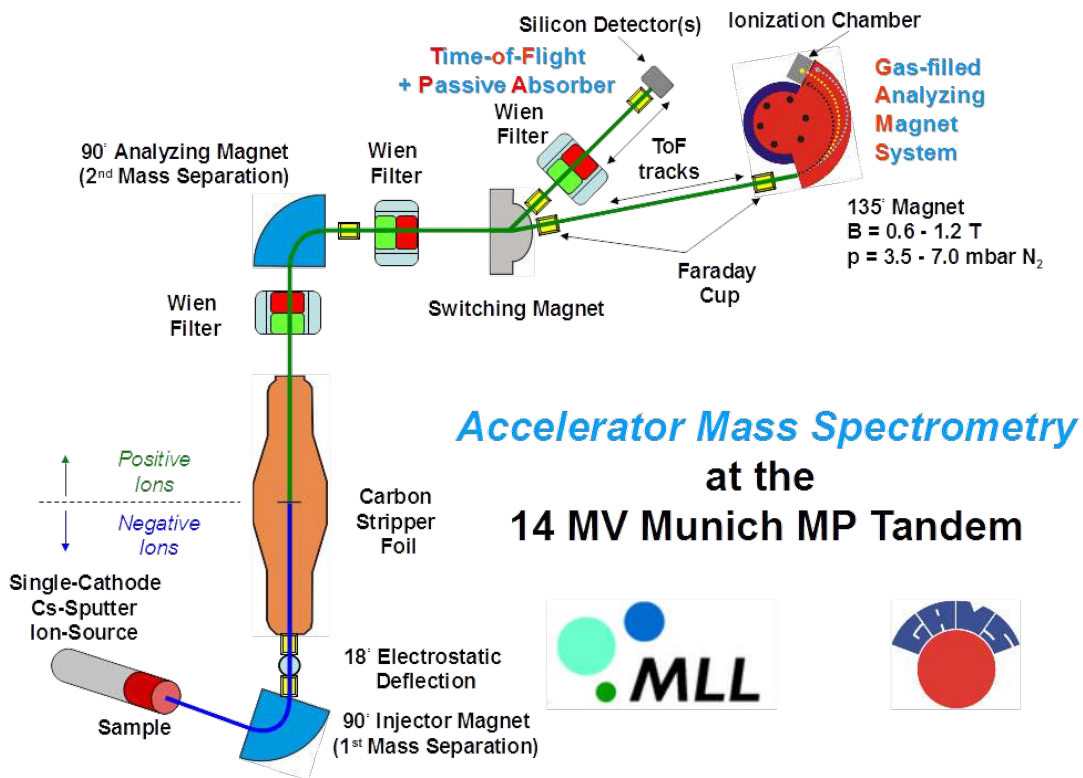 Silicon Detector(s)
Ionization Chamber
Time-of-Flight
+ Passive Absorber
Gas-filled
Analyzing
Magnet
System
Wien
Filter
90° Analyzing Magnet
(2nd Mass Separation)
Wien
Filter
ToF
tracks
135° Magnet
B = 0.6 - 1.2 T
p = 3.5 - 7.0 mbar N₂
Faraday
Cup
Switching Magnet
Wien
Filter
Accelerator Mass Spectrometry
at the
14 MV Munich MP Tandem
Positive
Ions
Negative
Ions
Carbon
Stripper
Foil
Single-Cathode
Cs-Sputter
Ion-Source
18° Electrostatic
Deflection
Sample
90° Injector Magnet
(1st Mass Separation)
MLL
GAMS